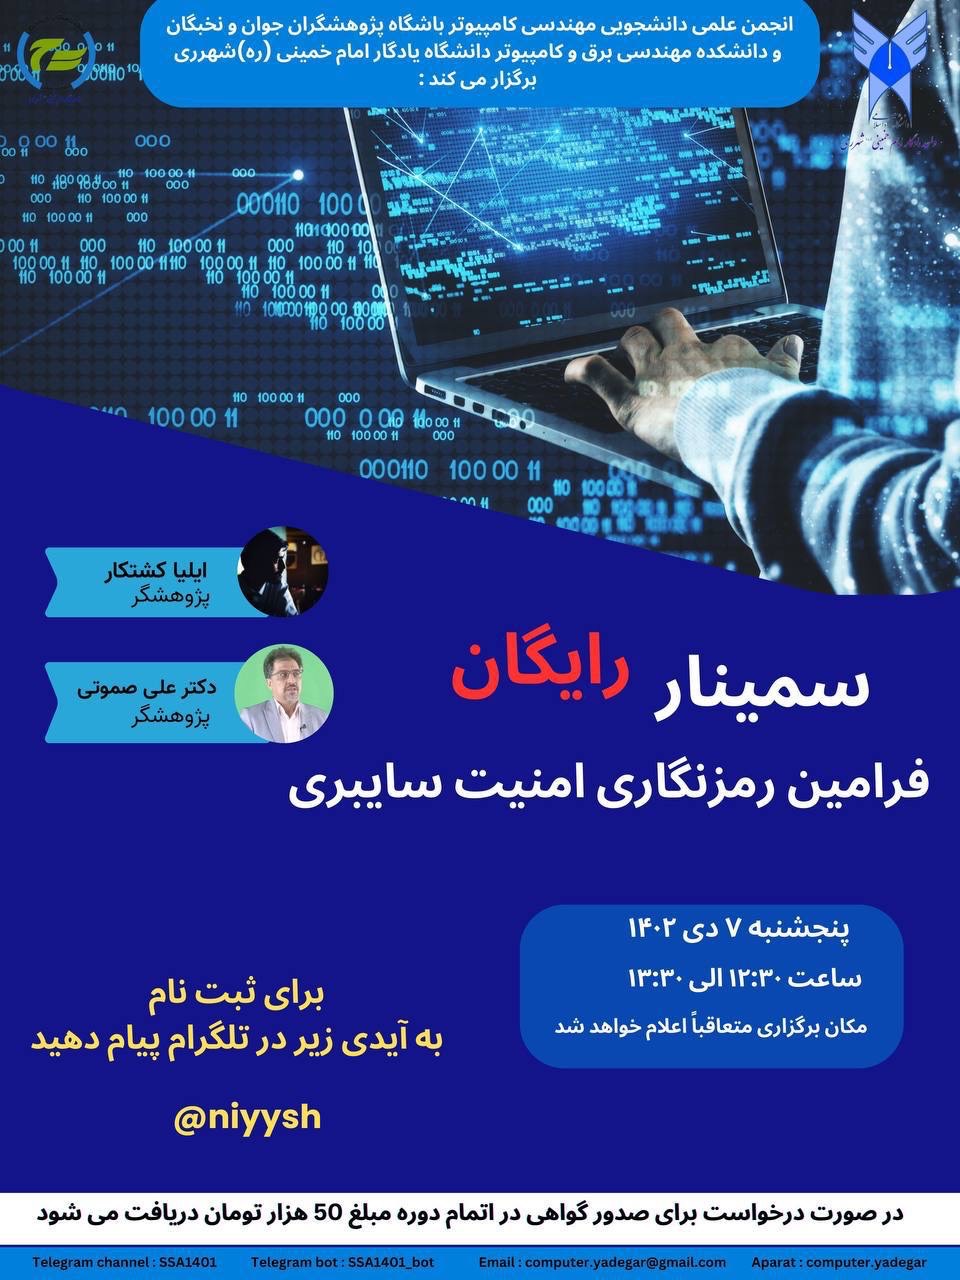 انجمن علمی دانشجویی مهندسی کامپیوتر باشگاه پژوهشگران جوان و نخبگان
و دانشکده مهندسی برق و کامپیوتر دانشگاه یادگار امام خمینی (ره)شهرری
برگزار می کند :
ایلیا کشتکار
پژوهشگر
دکتر علی صموتی
پژوهشگر
سمینار رایگان
فرامین رمزنگاری امنیت سایبری
پنجشنبه ۷ دی ۱۴۰۲
ساعت ۱۲:۳۰ الی ۱۳:۳۰
مکان برگزاری متعاقباً اعلام خواهد شد
برای ثبت نام
به آیدی زیر در تلگرام پیام دهید
@niyysh
در صورت درخواست برای صدور گواهی در اتمام دوره مبلغ 50 هزار تومان دریافت می شود
Telegram channel : SSA1401 Telegram bot : SSA1401_bot Email : computer.yadegar@gmail.com Aparat : computer.yadegar